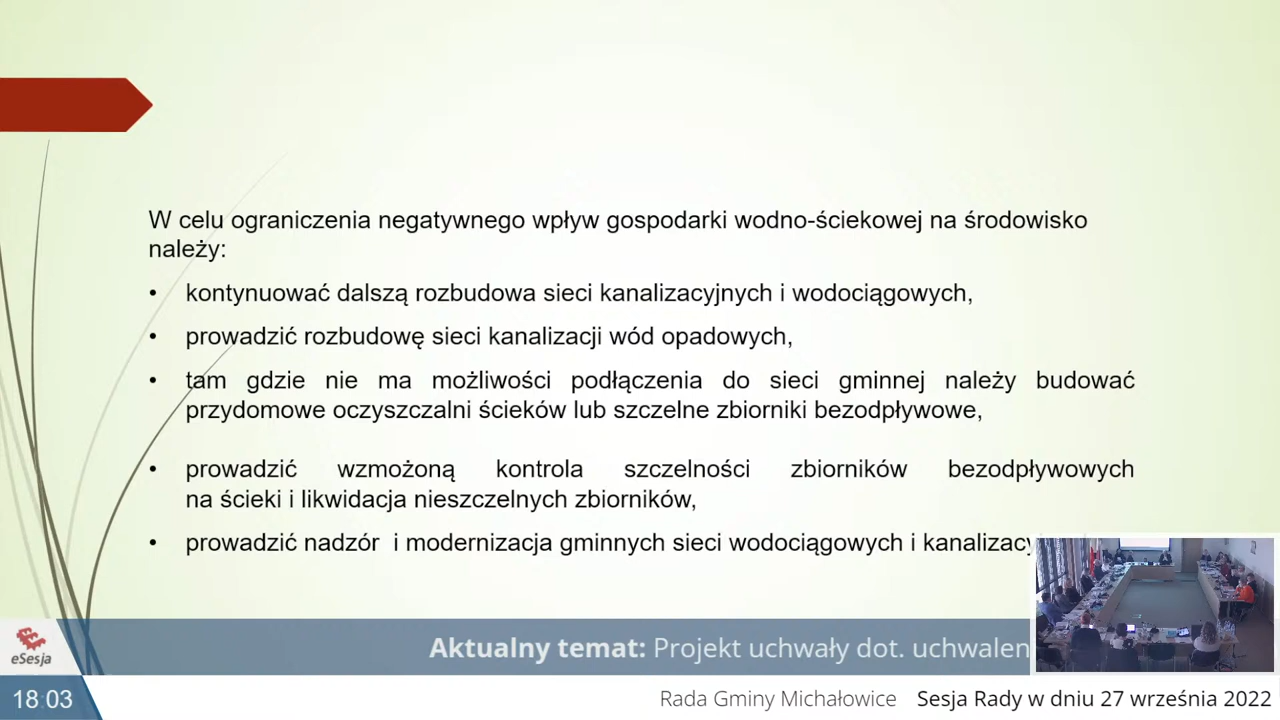 W celu ograniczenia negatywnego wpływ gospodarki wodno-ściekowej na środowisko
należy:
• kontynuować dalszą rozbudowa sieci kanalizacyjnych i wodociągowych,
• prowadzić rozbudowę sieci kanalizacji wód opadowych,
• tam gdzie nie ma możliwości podłączenia do sieci gminnej należy budować
przydomowe oczyszczalni ścieków lub szczelne zbiorniki bezodpływowe,
• prowadzić wzmożoną kontrola szczelności zbiorników bezodpływowych
na ścieki i likwidacja nieszczelnych zbiorników,
• prowadzić nadzór i modernizacja gminnych sieci wodociągowych i
Aktualny temat: Projekt uchwały dot.
eSesja
18:03
Rada Gminy Michałowice Sesja Rady w dniu 27 września 2022